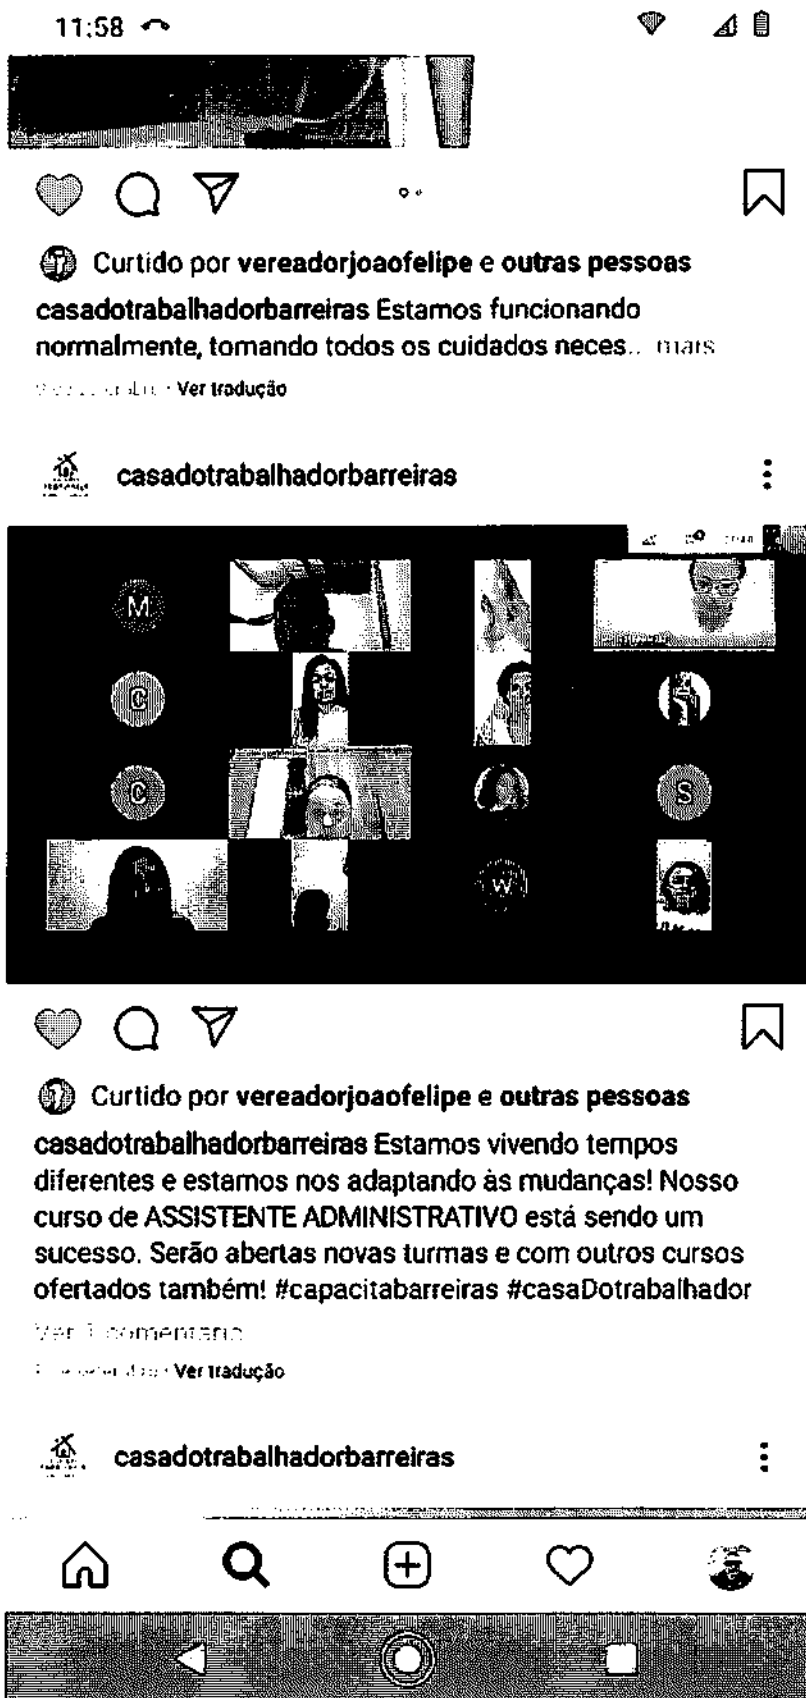 11:58
Curtido por vereadorjoaofelipe e outras pessoas
casadotrabalhadorbarreiras Estamos funcionando
normalmente, tomando todos os cuidados neces... mais
Ver tradução
casadotrabalhadorbarreiras
M
C
C
S
W
Curtido por vereadorjoaofelipe e outras pessoas
casadotrabalhadorbarreiras Estamos vivendo tempos
diferentes e estamos nos adaptando às mudanças! Nosso
curso de ASSISTENTE ADMINISTRATIVO está sendo um
sucesso. Serão abertas novas turmas e com outros cursos
ofertados também! #capacitabarreiras #casaDotrabalhador
Ver 1 comentário
Ver tradução
casadotrabalhadorbarreiras